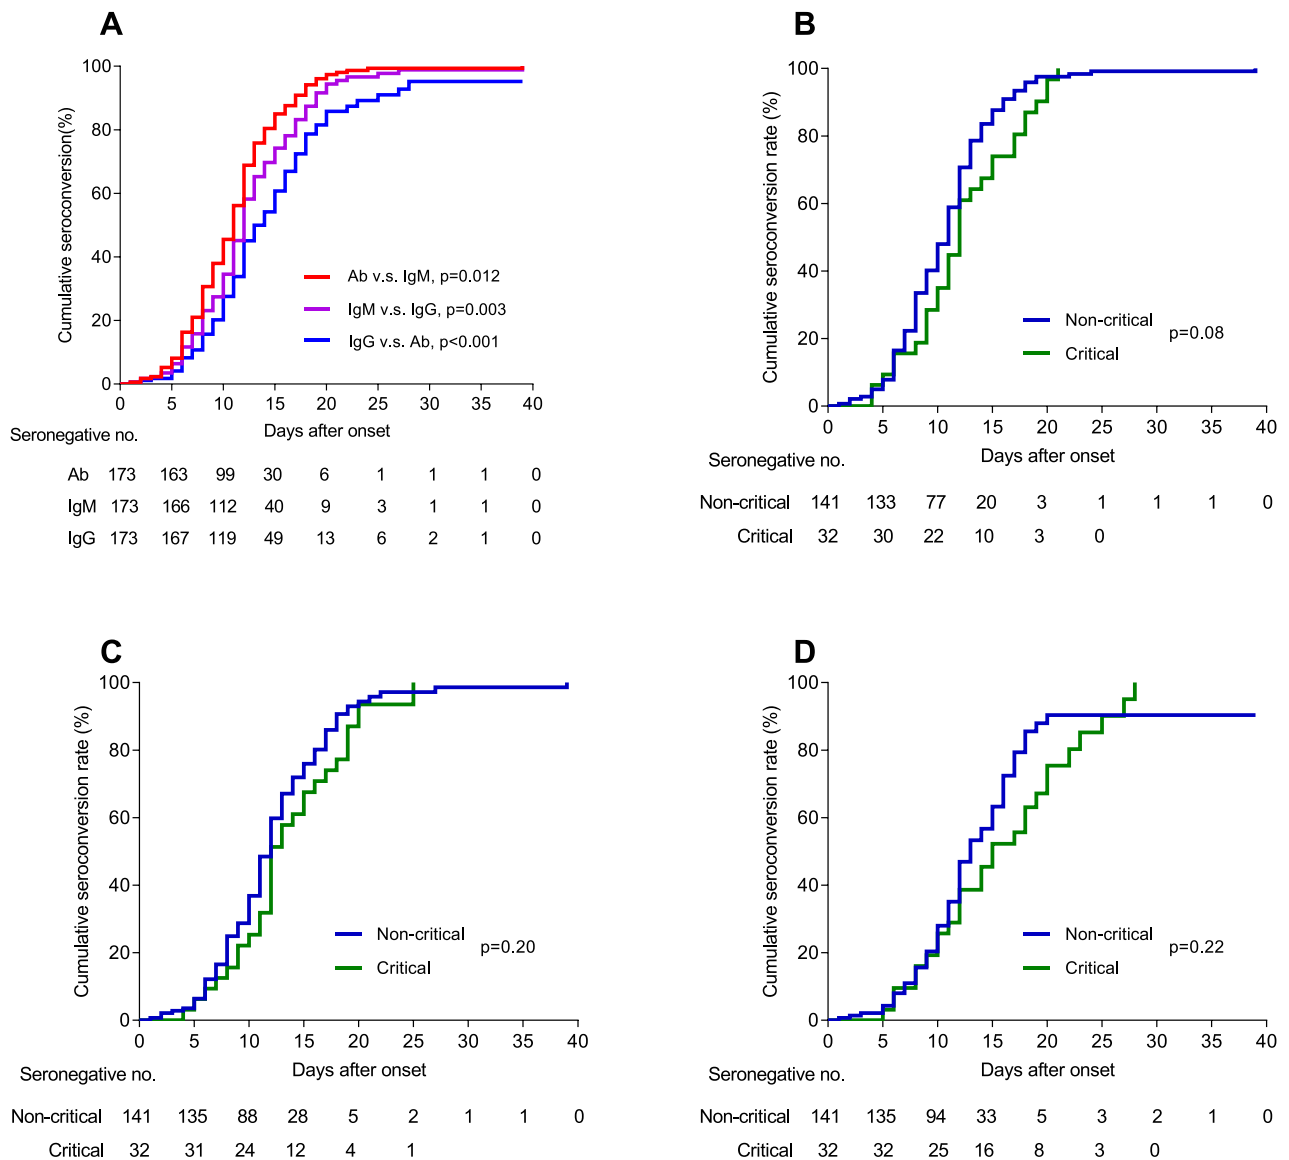 A
Cumulative seroconversion(%)
100
80
60
40
20
0
Ab v.s. IgM, p=0.012
IgM v.s. IgG, p=0.003
IgG v.s. Ab, p<0.001
0 5 10 15 20 25 30 35 40
Days after onset
Seronegative no.
Ab 173 163 99 30 6 1 1 1 0
IgM 173 166 112 40 9 3 1 1 0
IgG 173 167 119 49 13 6 2 1 0
B
Cumulative seroconversion rate (%)
100
80
60
40
20
0
Non-critical
p=0.08
Critical
0 5 10 15 20 25 30 35 40
Days after onset
Seronegative no.
Non-critical 141 133 77 20 3 1 1 1 0
Critical 32 30 22 10 3 0
C
Cumulative seroconversion rate (%)
100
80
60
40
20
0
Non-critical
p=0.20
Critical
0 5 10 15 20 25 30 35 40
Days after onset
Seronegative no.
Non-critical 141 135 88 28 5 2 1 1 0
Critical 32 31 24 12 4 1
D
Cumulative seroconversion rate (%)
100
80
60
40
20
0
Non-critical
p=0.22
Critical
0 5 10 15 20 25 30 35 40
Days after onset
Seronegative no.
Non-critical 141 135 94 33 5 3 2 1 0
Critical 32 32 25 16 8 3 0